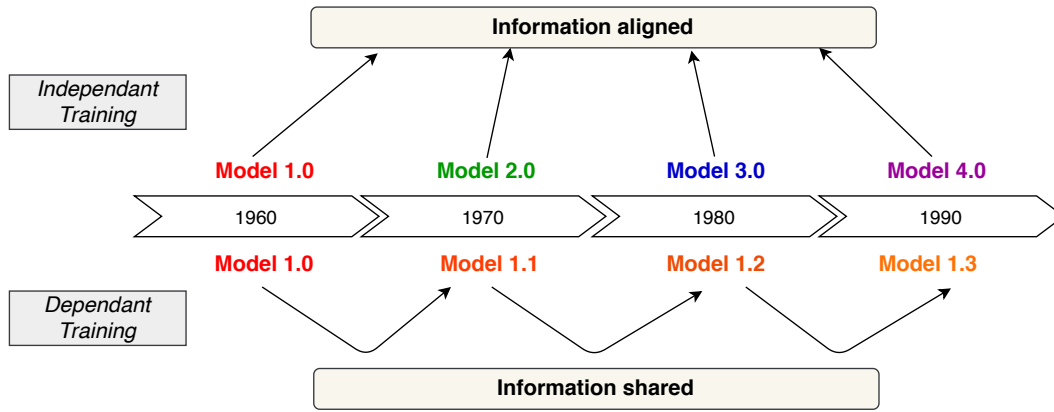 Information aligned
Independant
Training
Model 1.0 Model 2.0 Model 3.0 Model 4.0
1960 1970 1980 1990
Model 1.0 Model 1.1 Model 1.2 Model 1.3
Dependant
Training
Information shared